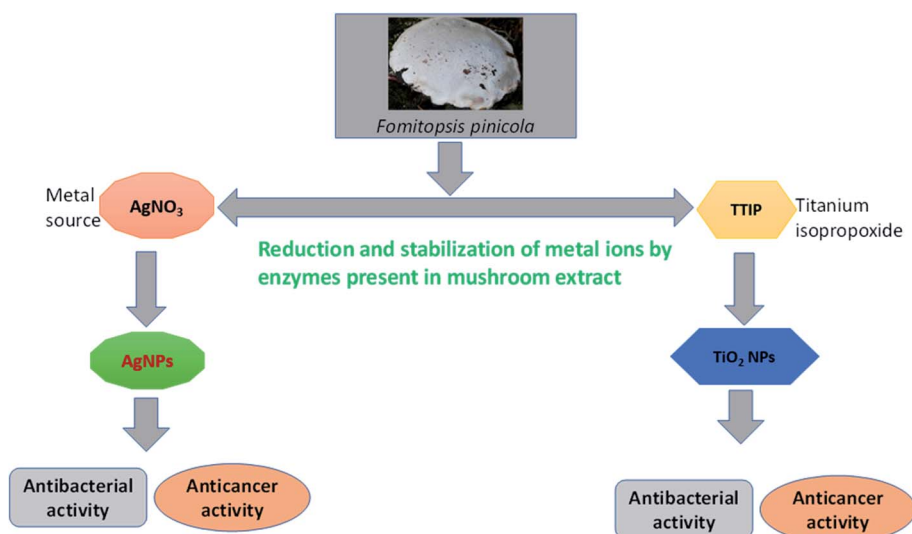 Fomitopsis pinicola
Metal
source
AgNO₃
TTIP
Titanium
isopropoxide
Reduction and stabilization of metal ions by
enzymes present in mushroom extract
AgNPs
TiO₂ NPs
Antibacterial
activity
Anticancer
activity
Antibacterial
activity
Anticancer
activity